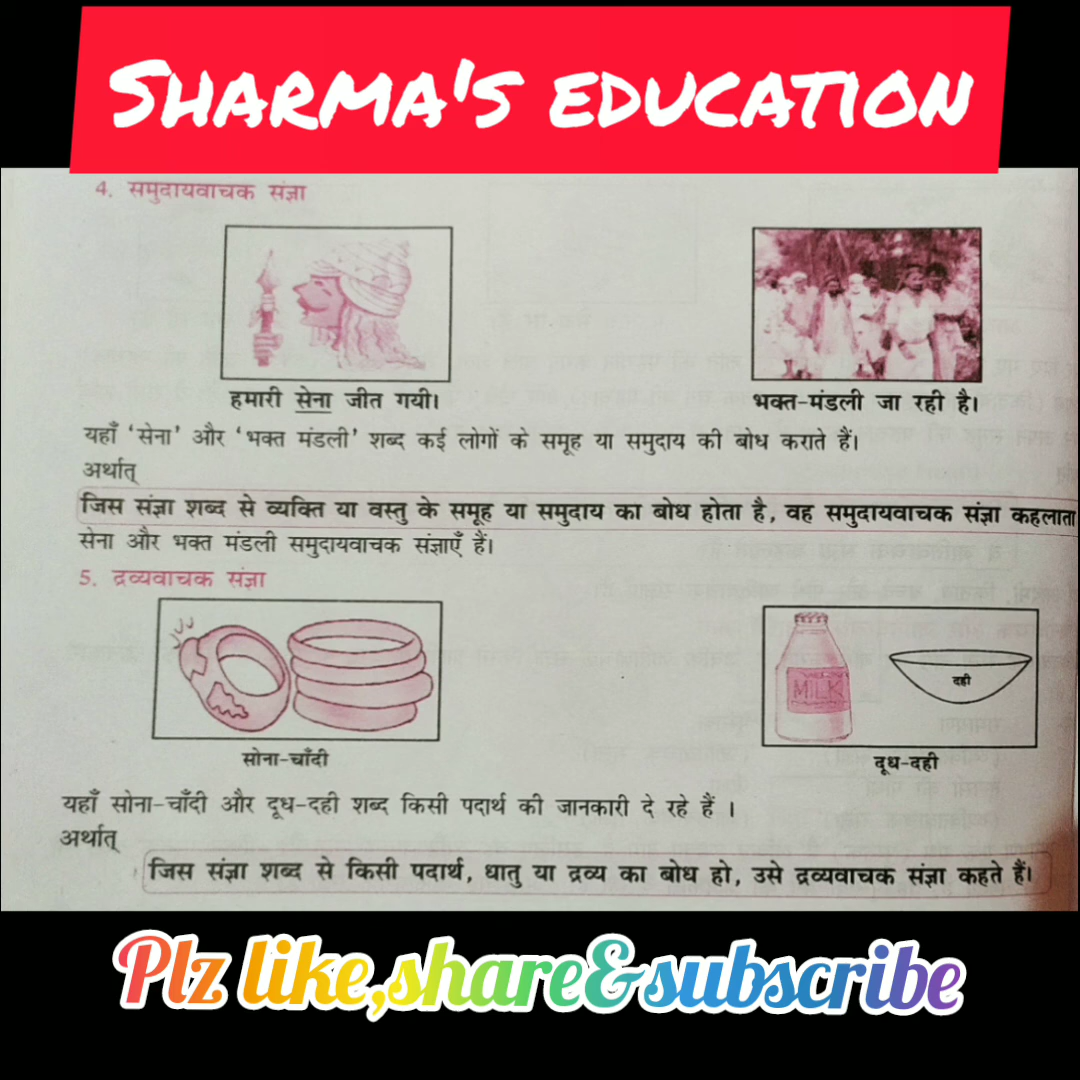 SHARMA'S EDUCATION
4. समुदायवाचक संज्ञा
हमारी सेना जीत गयी।
भक्त-मंडली जा रही है।
यहाँ 'सेना' और 'भक्त मंडली' शब्द कई लोगों के समूह या समुदाय की बोध कराते हैं।
अर्थात्
जिस संज्ञा शब्द से व्यक्ति या वस्तु के समूह या समुदाय का बोध होता है, वह समुदायवाचक संज्ञा कहलाता
सेना और भक्त मंडली समुदायवाचक संज्ञाएँ हैं।
5. द्रव्यवाचक संज्ञा
MILK
दही
सोना-चाँदी
दूध-दही
यहाँ सोना-चाँदी और दूध-दही शब्द किसी पदार्थ की जानकारी दे रहे हैं ।
अर्थात्
जिस संज्ञा शब्द से किसी पदार्थ, धातु या द्रव्य का बोध हो, उसे द्रव्यवाचक संज्ञा कहते हैं।
Plz like,share&subscribe